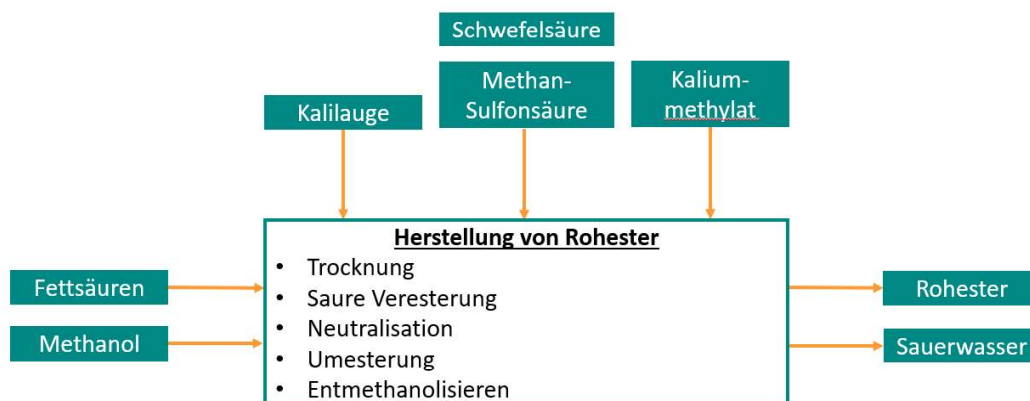 Schwefelsäure
Kalilauge
Methan-
Sulfonsäure
Kalium-
methylat
Herstellung von Rohester
• Trocknung
• Saure Veresterung
• Neutralisation
• Umesterung
• Entmethanolisieren
Fettsäuren
Methanol
Rohester
Sauerwasser